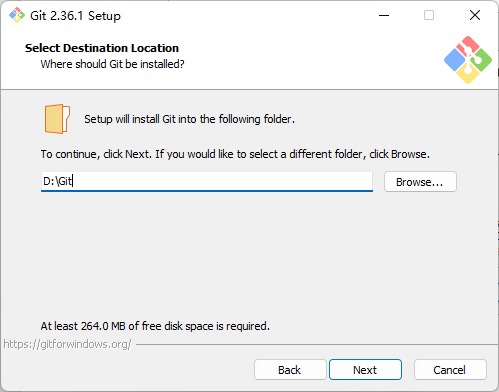 Git 2.36.1 Setup
Select Destination Location
Where should Git be installed?
Setup will install Git into the following folder.
To continue, click Next. If you would like to select a different folder, click Browse.
D:\Git
Browse...
At least 264.0 MB of free disk space is required.
https://gitforwindows.org/
Back
Next
Cancel